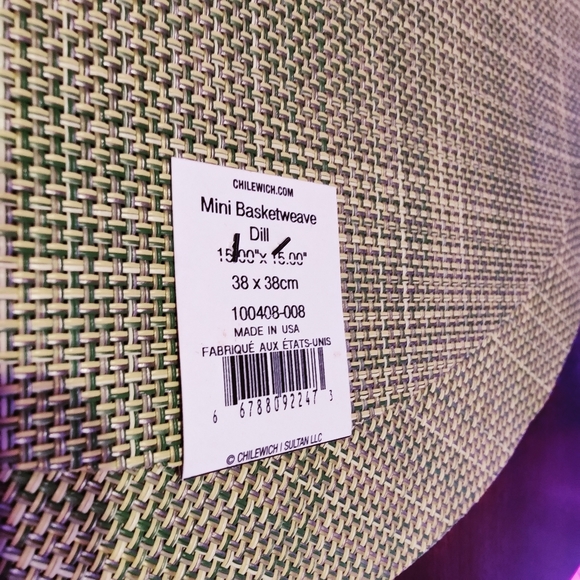 CHILEWICH.COM
Mini Basketweave
Dill
15.00"x 15.00"
38 x 38cm
100408-008
MADE IN USA
FABRIQUÉ AUX ÉTATS-UNIS
6 67880 92247 3
© CHILEWICH | SULTAN LLC